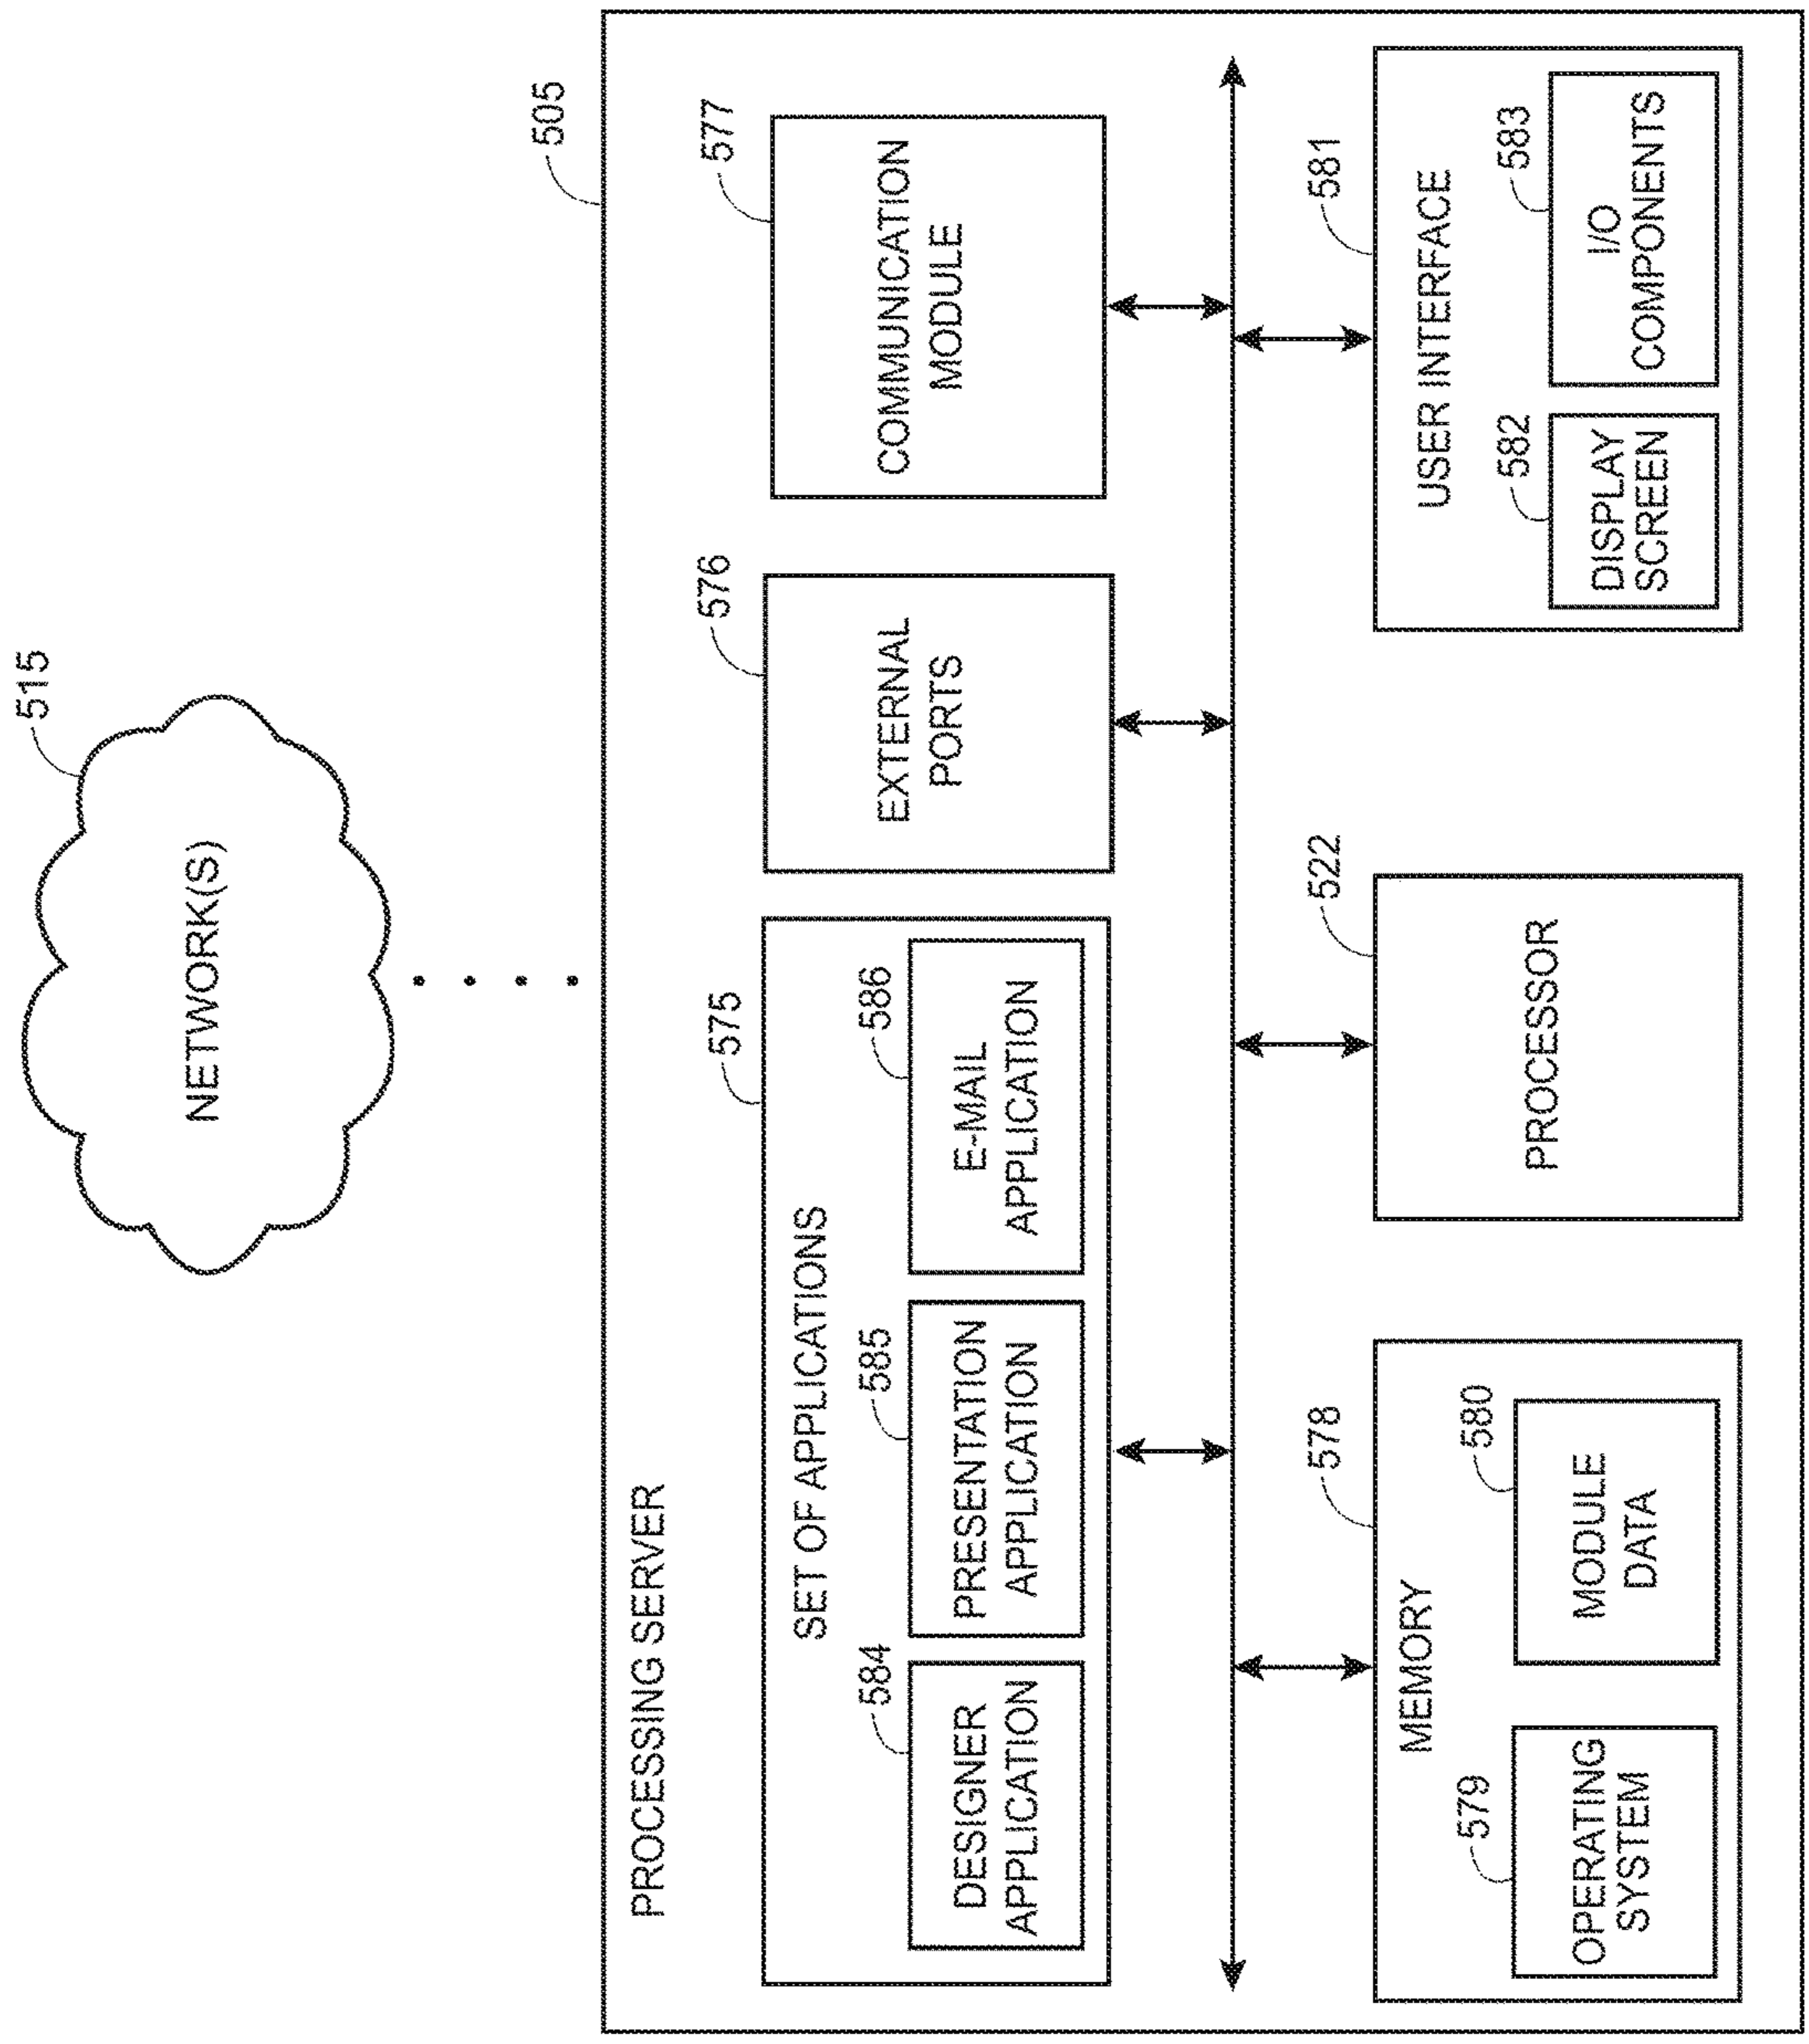 515
NETWORK(S)
505
PROCESSING SERVER
575
SET OF APPLICATIONS
584
DESIGNER
APPLICATION
585
PRESENTATION
APPLICATION
586
E-MAIL
APPLICATION
576
EXTERNAL
PORTS
577
COMMUNICATION
MODULE
578
MEMORY
579
OPERATING
SYSTEM
580
MODULE
DATA
522
PROCESSOR
581
USER INTERFACE
582
DISPLAY
SCREEN
583
I/O
COMPONENTS